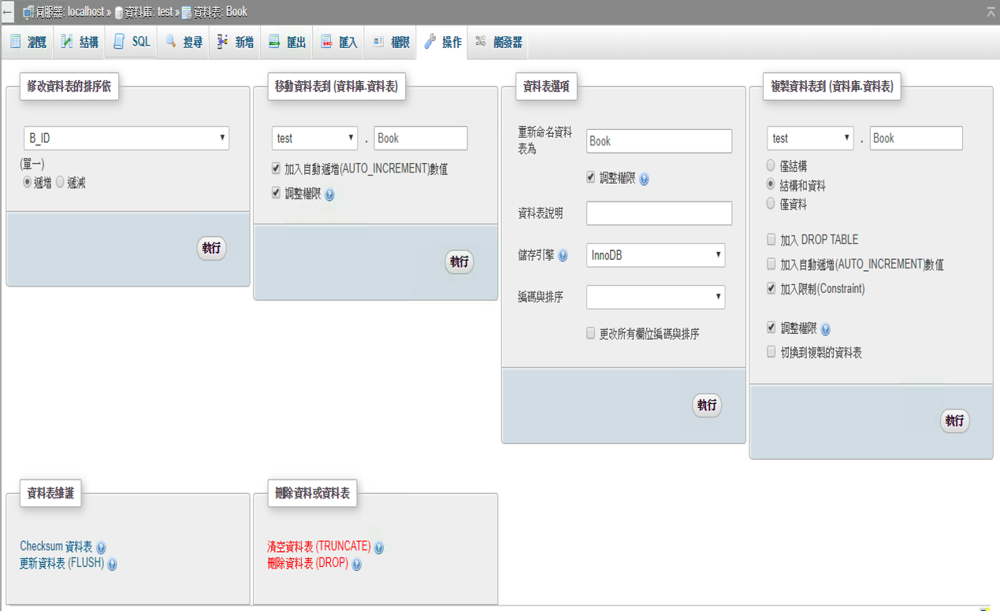 伺服器: localhost » 資料庫: test » 資料表: Book
瀏覽 結構 SQL 搜尋 新增 匯出 匯入 權限 操作 觸發器
修改資料表的排序依
B_ID
(單一)
遞增 遞減
執行
移動資料表到 (資料庫.資料表)
test . Book
加入自動遞增(AUTO_INCREMENT)數值
調整權限
執行
資料表選項
重新命名資料
表為
Book
調整權限
資料表說明
儲存引擎 InnoDB
編碼與排序
更改所有欄位編碼與排序
執行
複製資料表到 (資料庫.資料表)
test . Book
僅結構
結構和資料
僅資料
加入 DROP TABLE
加入自動遞增(AUTO_INCREMENT)數值
加入限制(Constraint)
調整權限
切換到複製的資料表
執行
資料表維護
Checksum 資料表
更新資料表 (FLUSH)
刪除資料或資料表
清空資料表 (TRUNCATE)
刪除資料表 (DROP)